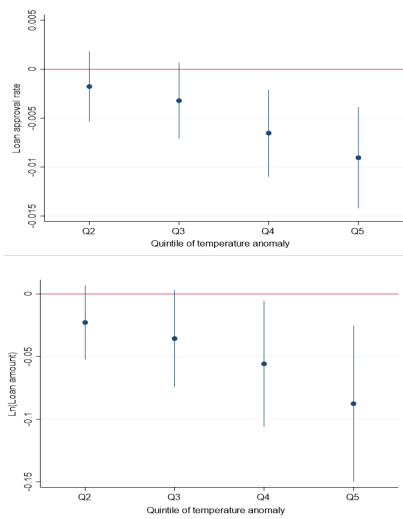 0.005
0
-0.005
-0.01
-0.015
Loan approval rate
Q2 Q3 Q4 Q5
Quintile of temperature anomaly
0
-0.05
-0.1
-0.15
Ln(Loan amount)
Q2 Q3 Q4 Q5
Quintile of temperature anomaly